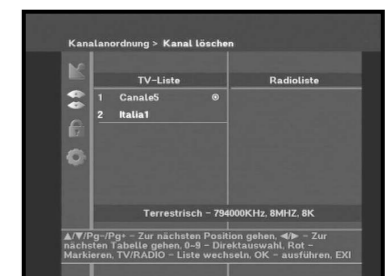 Kanalanordnung > Kanal löschen
TV-Liste
Radioliste
1 Canale5
2 Italia1
Terrestrisch - 794000KHz, 8MHZ, 8K
▲/▼/Pg-/Pg+ - Zur nächsten Position gehen, ◄/► - Zur
nächsten Tabelle gehen, 0~9 - Direktauswahl, Rot -
Markieren, TV/RADIO - Liste wechseln, OK - ausführen, EXI